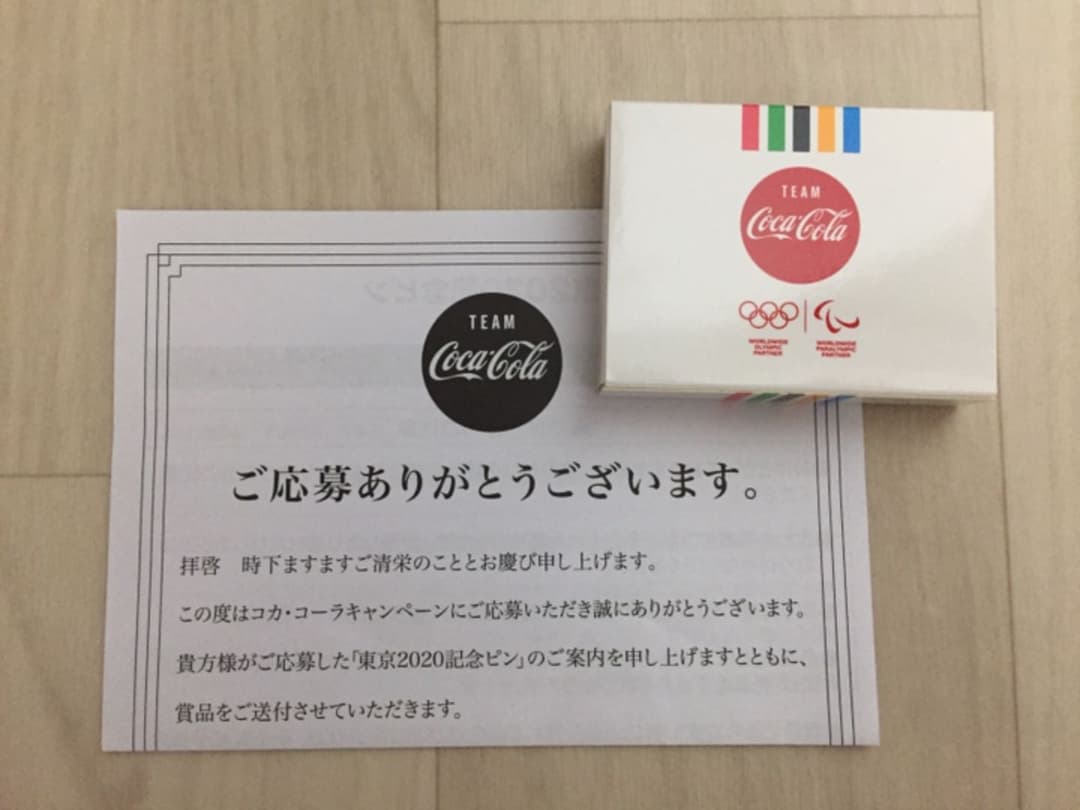 TEAM
Coca-Cola
WORLDWIDE
OLYMPIC
PARTNER
WORLDWIDE
PARALYMPIC
PARTNER
TEAM
Coca-Cola
ご応募ありがとうございます。
拝啓　時下ますますご清栄のこととお慶び申し上げます。
この度はコカ・コーラキャンペーンにご応募いただき誠にありがとうございます。
貴方様がご応募した「東京2020記念ピン」のご案内を申し上げますとともに、
賞品をご送付させていただきます。